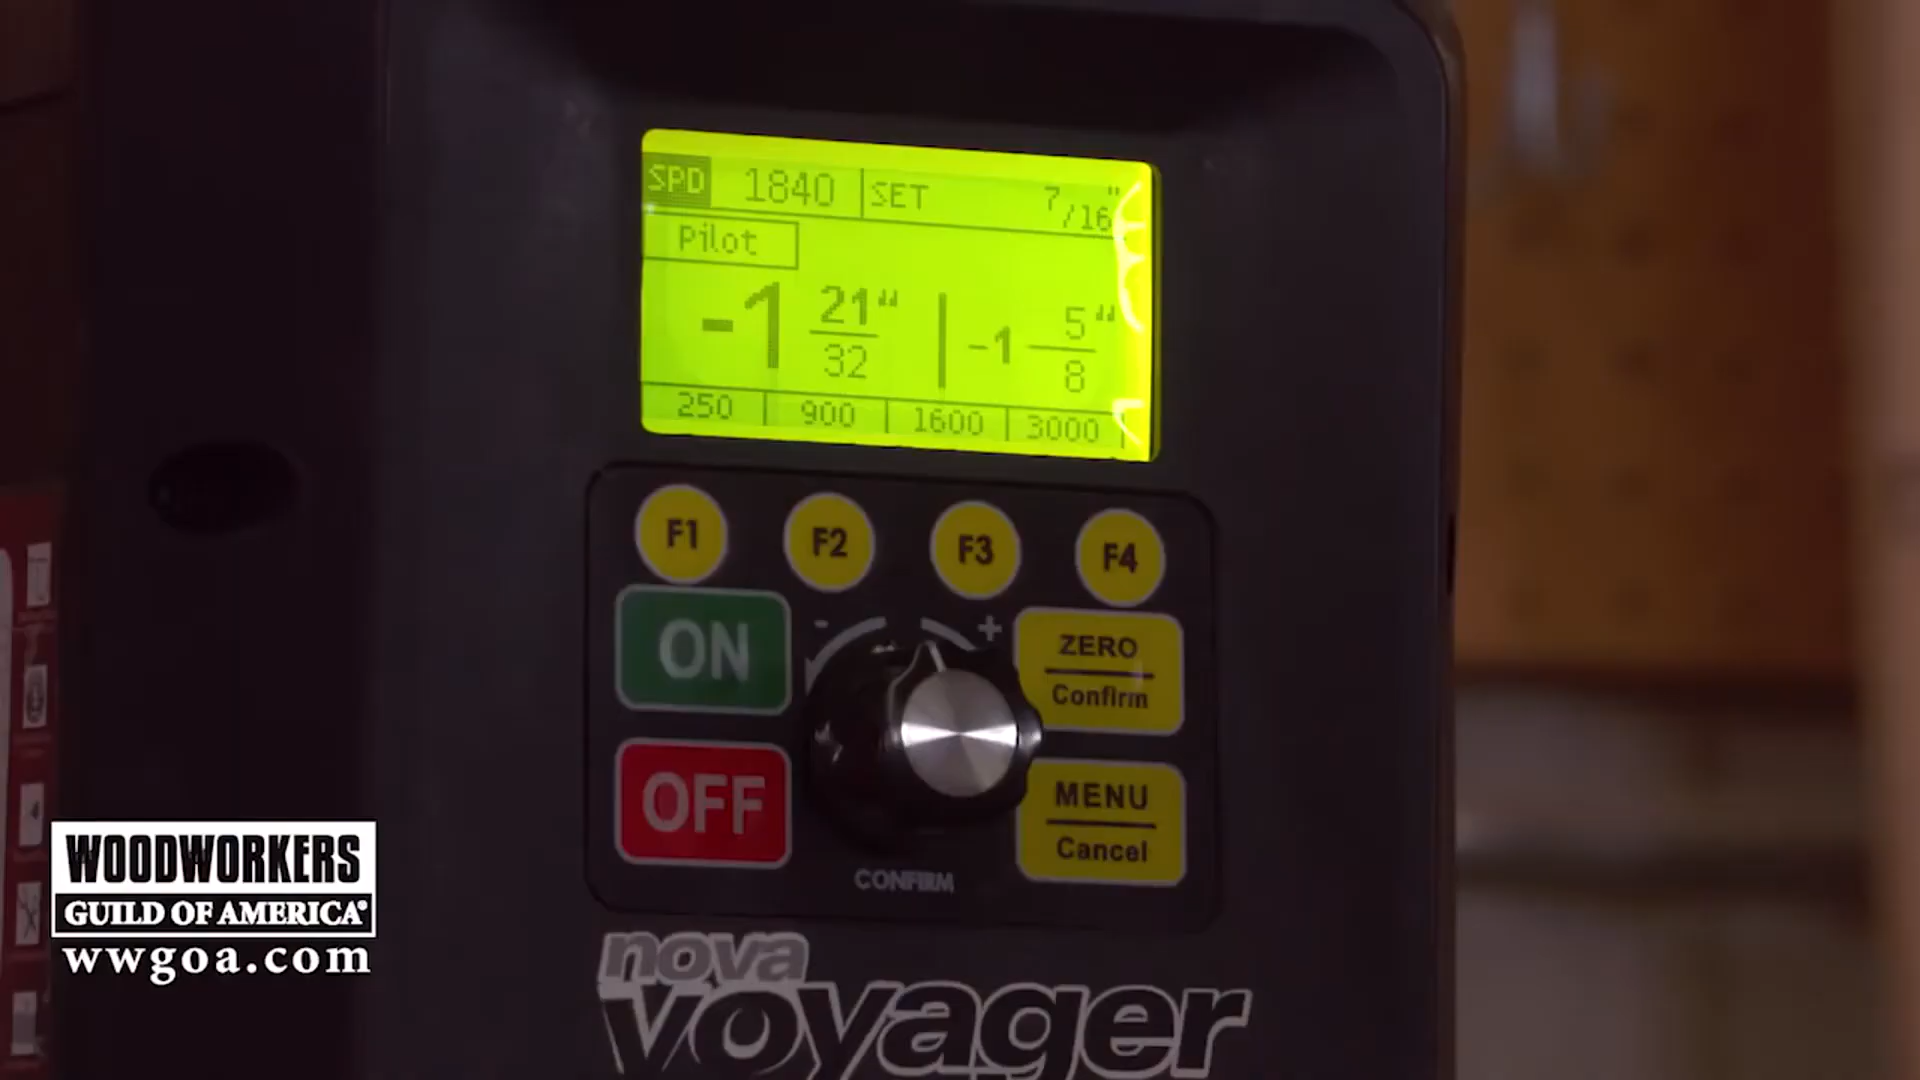 SPD 1840 SET 7/16"
Pilot
-1 21/32" -1 5/8"
250 900 1600 3000
F1 F2 F3 F4
ON
- +
ZERO
Confirm
OFF
MENU
Cancel
CONFIRM
nova
voyager
WOODWORKERS
GUILD OF AMERICA®
wwgoa.com